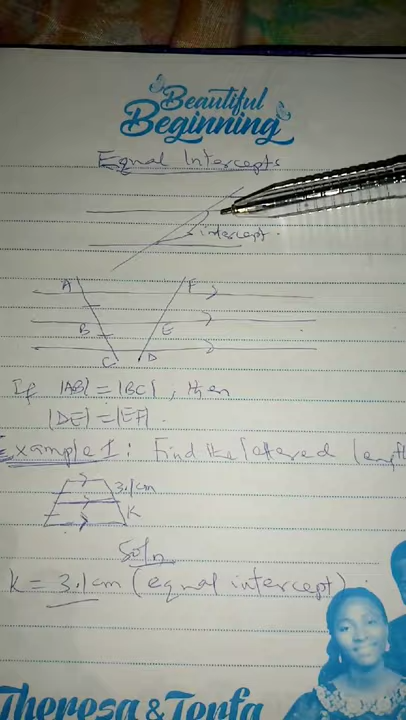 Beautiful
Beginning
Equal Intercepts
intercept.
A F
B E
C D
If |AB| = |BC|, then
|DE| = |EF|.
Example 1: Find the lettered length
3.1cm
K
Soln
K = 3.1cm (equal intercept).
Theresa & Terfa